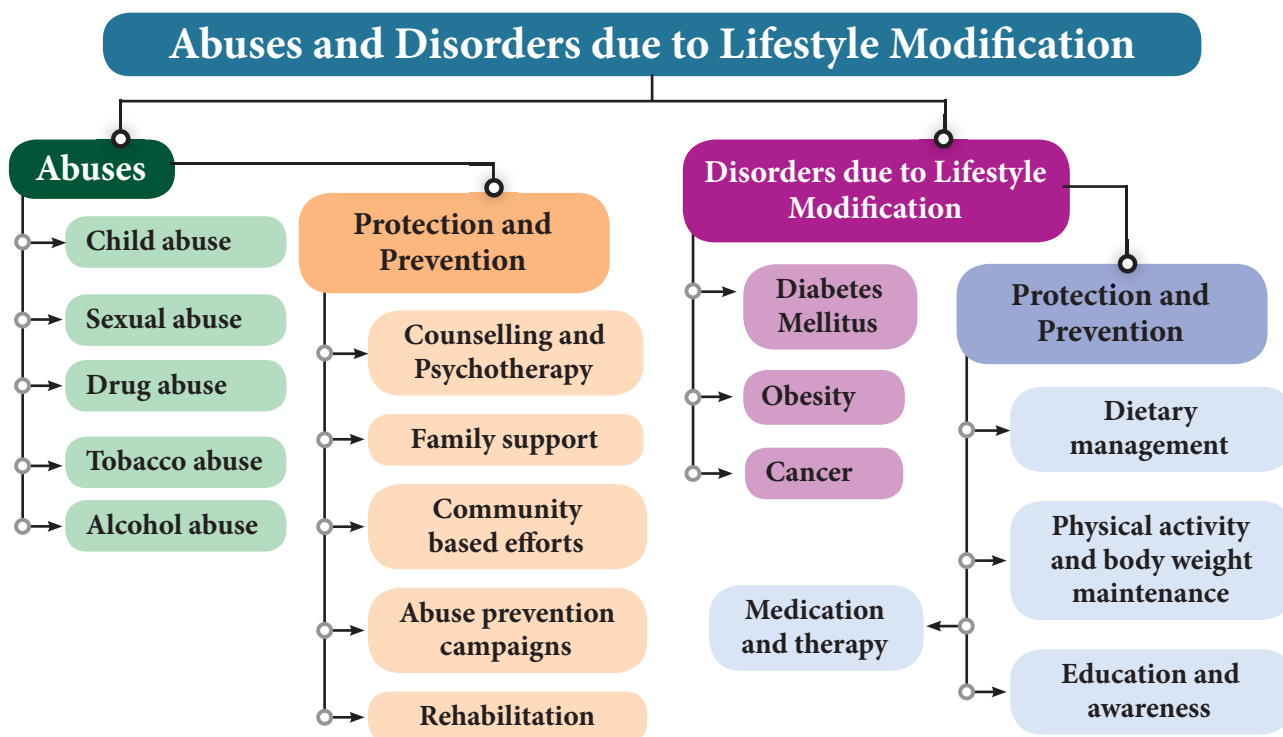 Abuses and Disorders due to Lifestyle Modification
Abuses
Child abuse
Sexual abuse
Drug abuse
Tobacco abuse
Alcohol abuse
Protection and
Prevention
Counselling and
Psychotherapy
Family support
Community
based efforts
Abuse prevention
campaigns
Rehabilitation
Disorders due to Lifestyle
Modification
Diabetes
Mellitus
Obesity
Cancer
Protection and
Prevention
Dietary
management
Physical activity
and body weight
maintenance
Medication
and therapy
Education and
awareness